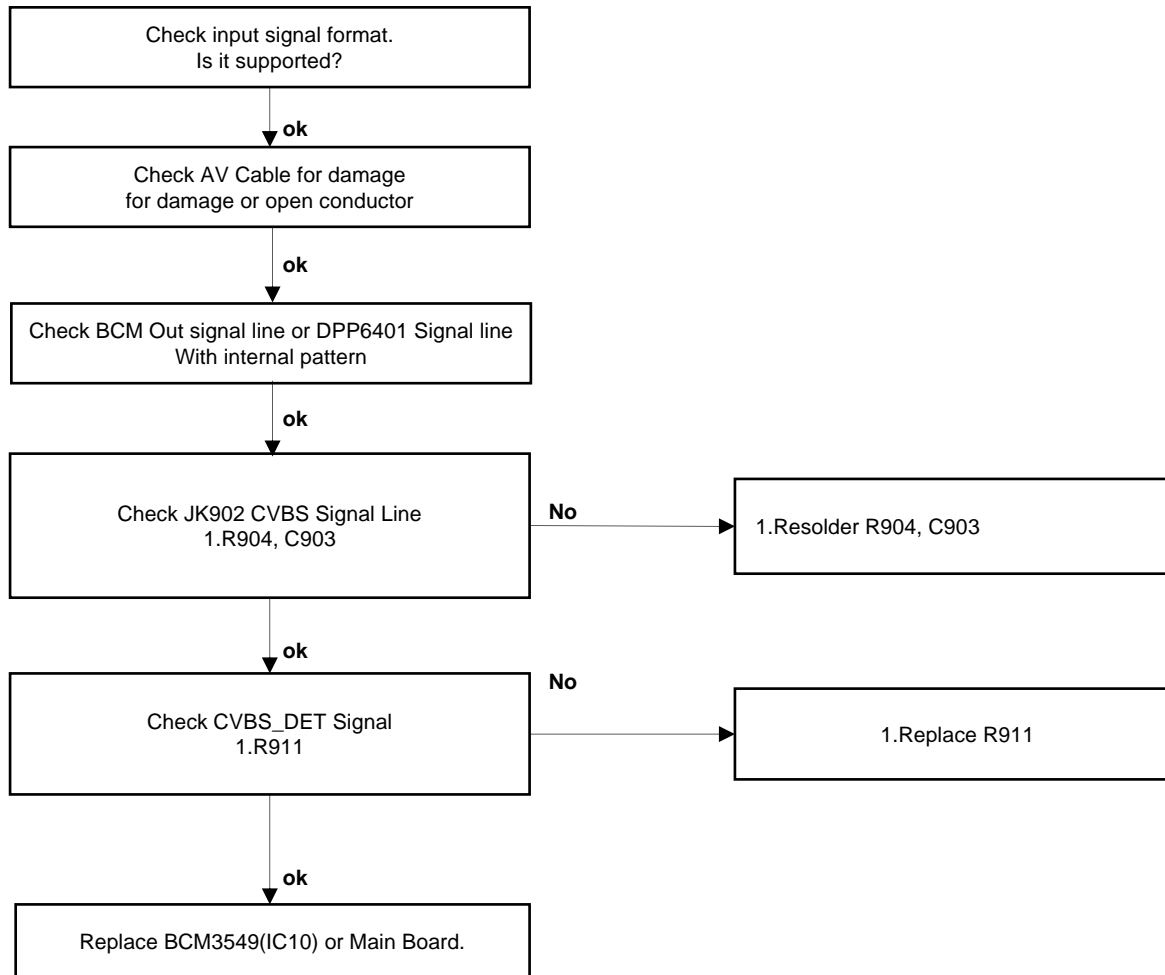 Check input signal format.
Is it supported?
ok
Check AV Cable for damage
for damage or open conductor
ok
Check BCM Out signal line or DPP6401 Signal line
With internal pattern
ok
Check JK902 CVBS Signal Line
1.R904, C903
No
1.Resolder R904, C903
ok
Check CVBS_DET Signal
1.R911
No
1.Replace R911
ok
Replace BCM3549(IC10) or Main Board.